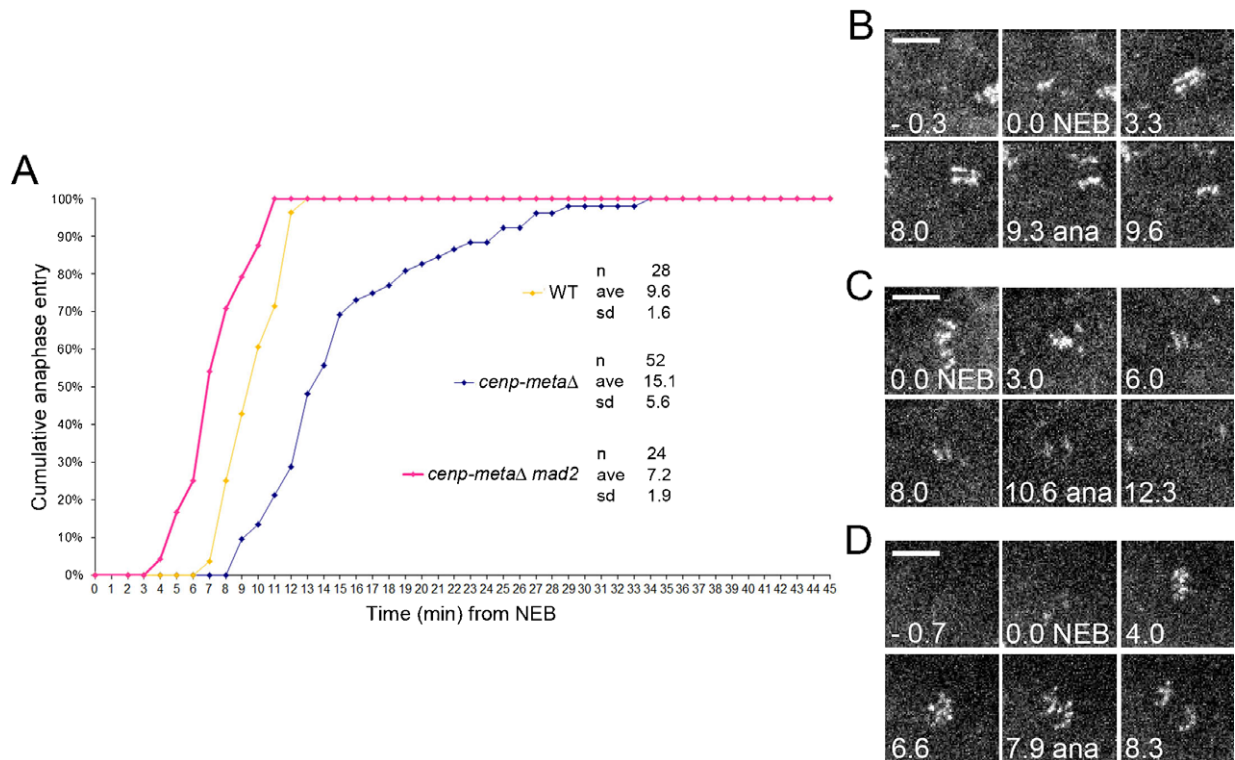 A
Cumulative anaphase entry
100%
90%
80%
70%
60%
50%
40%
30%
20%
10%
0%
0 1 2 3 4 5 6 7 8 9 10 11 12 13 14 15 16 17 18 19 20 21 22 23 24 25 26 27 28 29 30 31 32 33 34 35 36 37 38 39 40 41 42 43 44 45
Time (min) from NEB
WT
n 28
ave 9.6
sd 1.6
cenp-metaΔ
n 52
ave 15.1
sd 5.6
cenp-metaΔ mad2
n 24
ave 7.2
sd 1.9
B
- 0.3 0.0 NEB 3.3
8.0 9.3 ana 9.6
C
0.0 NEB 3.0 6.0
8.0 10.6 ana 12.3
D
- 0.7 0.0 NEB 4.0
6.6 7.9 ana 8.3